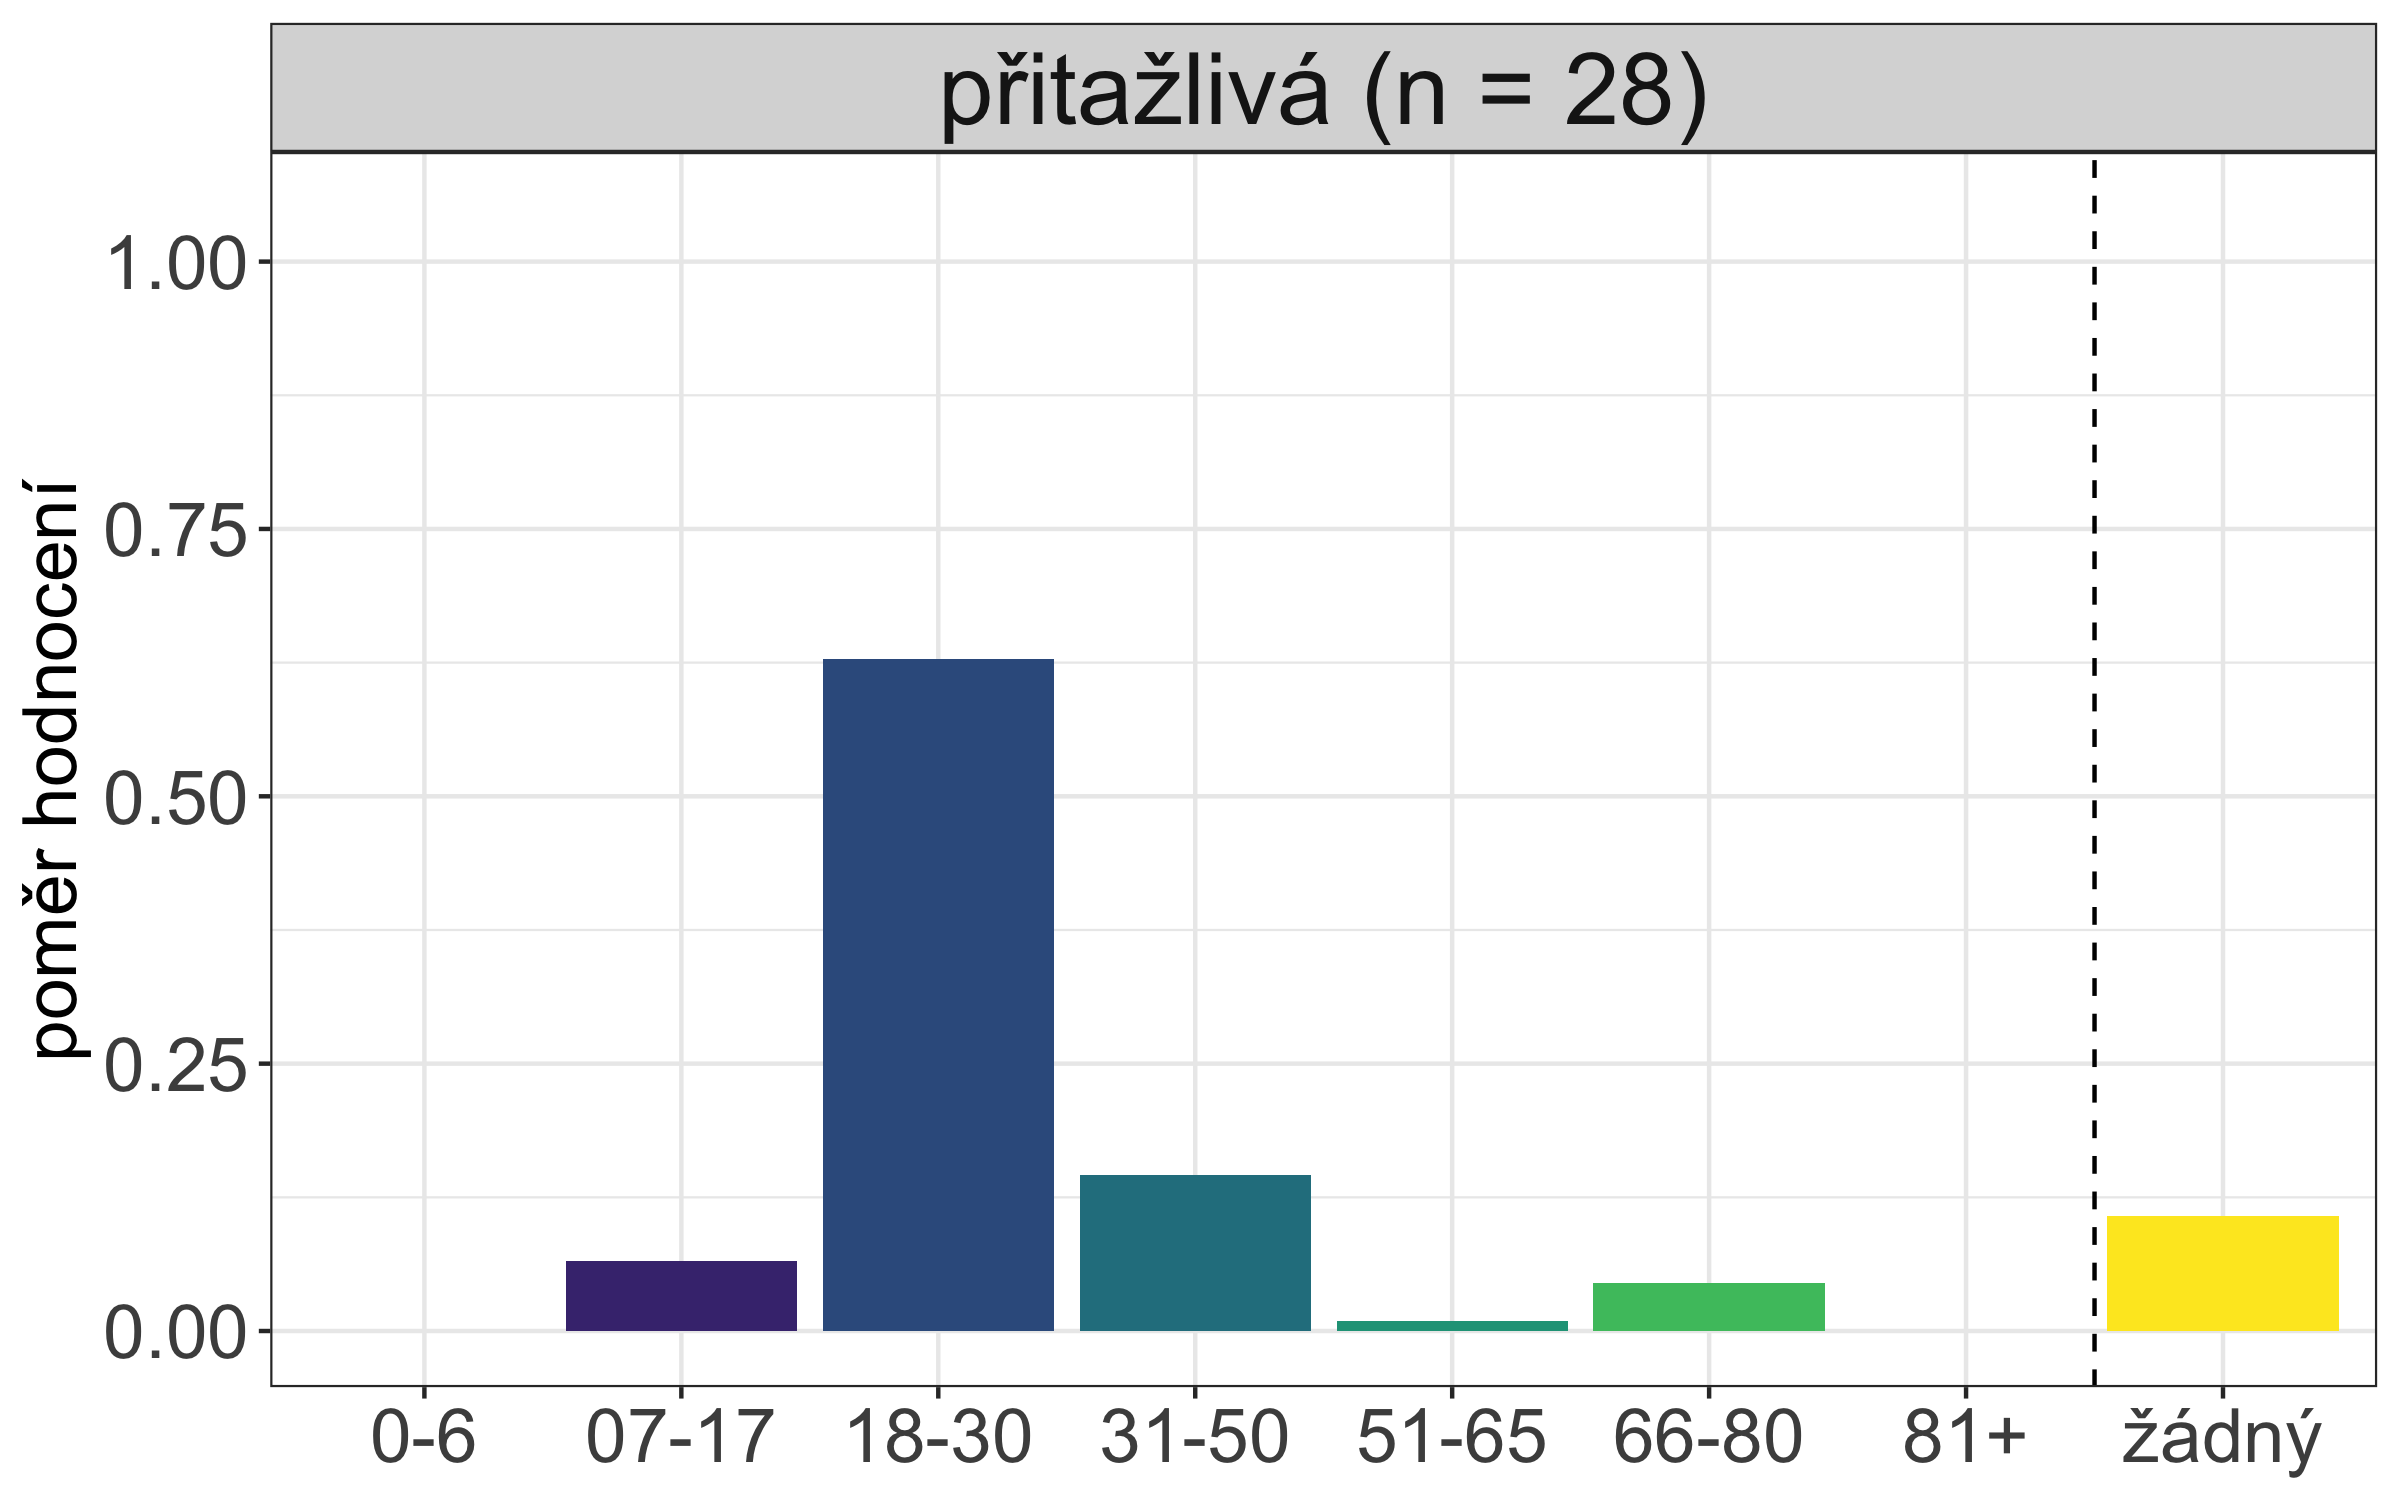 přitažlivá (n = 28)
poměr hodnocení
1.00
0.75
0.50
0.25
0.00
0-6 07-17 18-30 31-50 51-65 66-80 81+ žádný